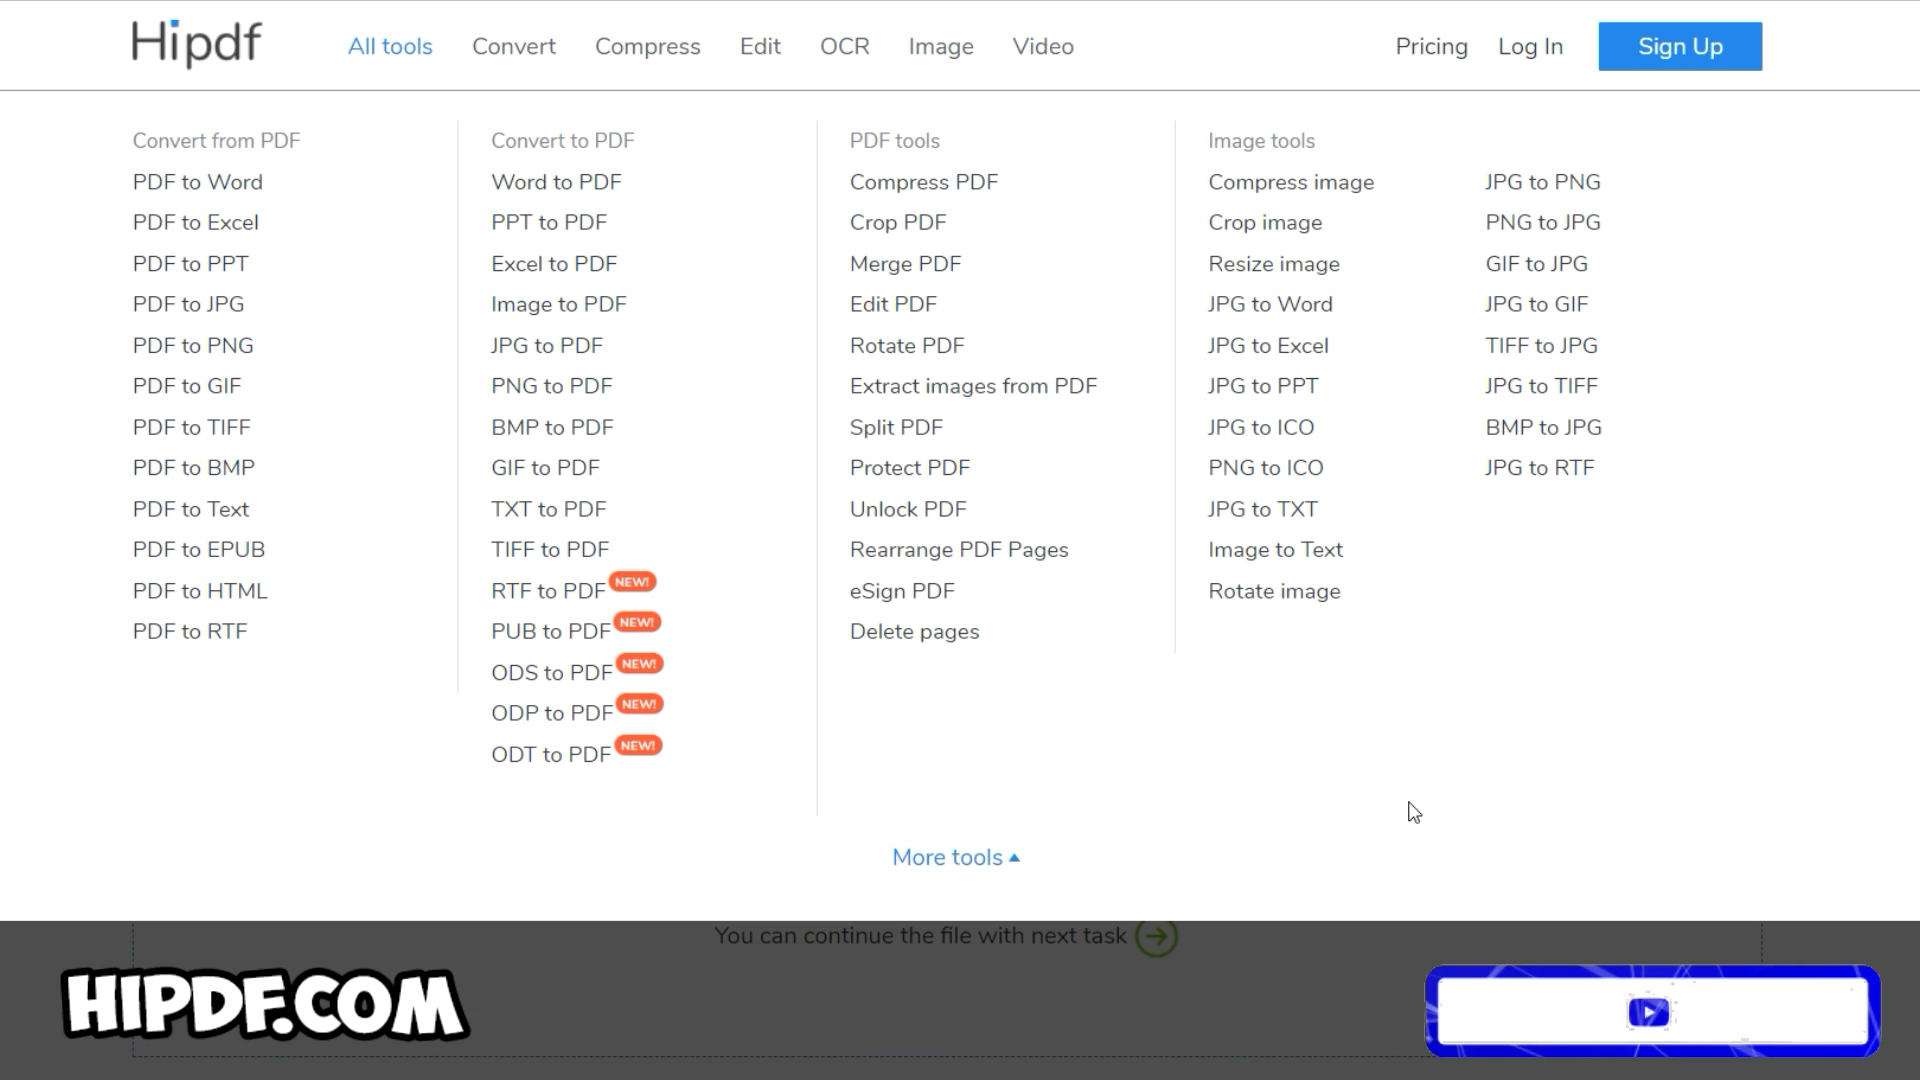 Hipdf
All tools Convert Compress Edit OCR Image Video
Pricing Log In Sign Up
Convert from PDF
PDF to Word
PDF to Excel
PDF to PPT
PDF to JPG
PDF to PNG
PDF to GIF
PDF to TIFF
PDF to BMP
PDF to Text
PDF to EPUB
PDF to HTML
PDF to RTF
Convert to PDF
Word to PDF
PPT to PDF
Excel to PDF
Image to PDF
JPG to PDF
PNG to PDF
BMP to PDF
GIF to PDF
TXT to PDF
TIFF to PDF
RTF to PDF NEW!
PUB to PDF NEW!
ODS to PDF NEW!
ODP to PDF NEW!
ODT to PDF NEW!
PDF tools
Compress PDF
Crop PDF
Merge PDF
Edit PDF
Rotate PDF
Extract images from PDF
Split PDF
Protect PDF
Unlock PDF
Rearrange PDF Pages
eSign PDF
Delete pages
Image tools
Compress image
Crop image
Resize image
JPG to Word
JPG to Excel
JPG to PPT
JPG to ICO
PNG to ICO
JPG to TXT
Image to Text
Rotate image
JPG to PNG
PNG to JPG
GIF to JPG
JPG to GIF
TIFF to JPG
JPG to TIFF
BMP to JPG
JPG to RTF
More tools
You can continue the file with next task
HIPDF.COM